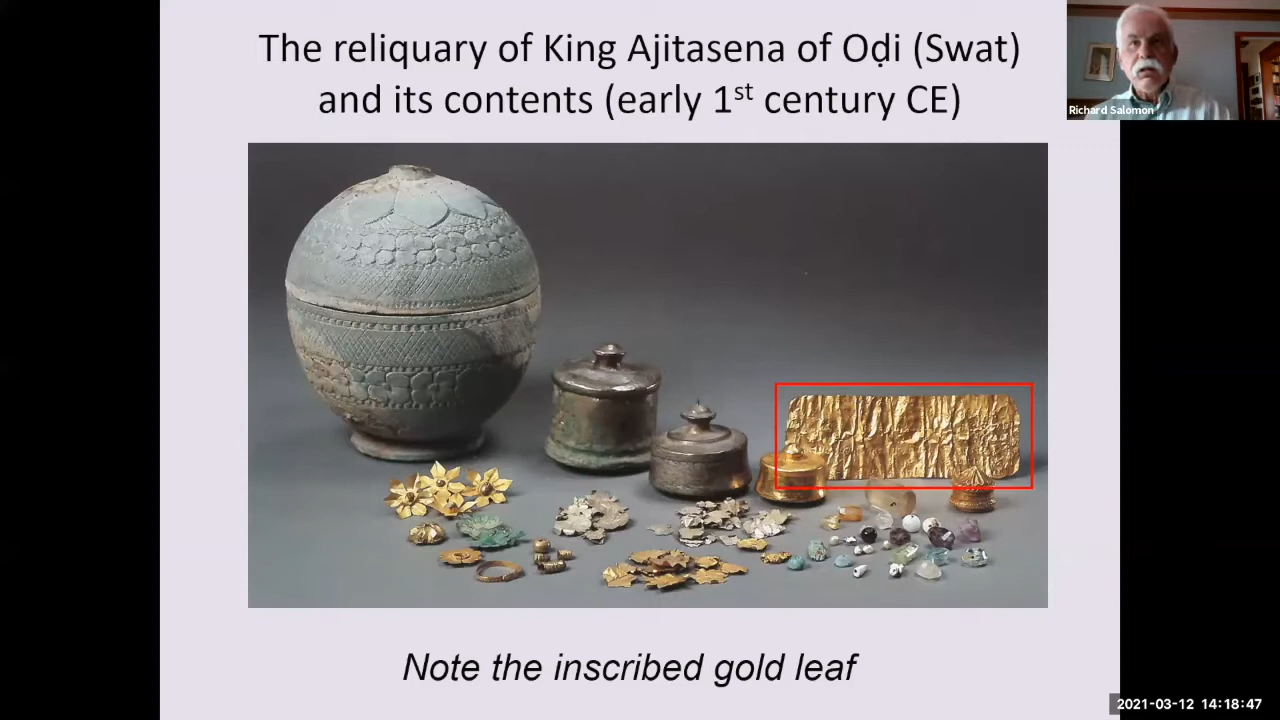 The reliquary of King Ajitasena of Oḍi (Swat)
and its contents (early 1st century CE)
Richard Salomon
Note the inscribed gold leaf
2021-03-12 14:18:47